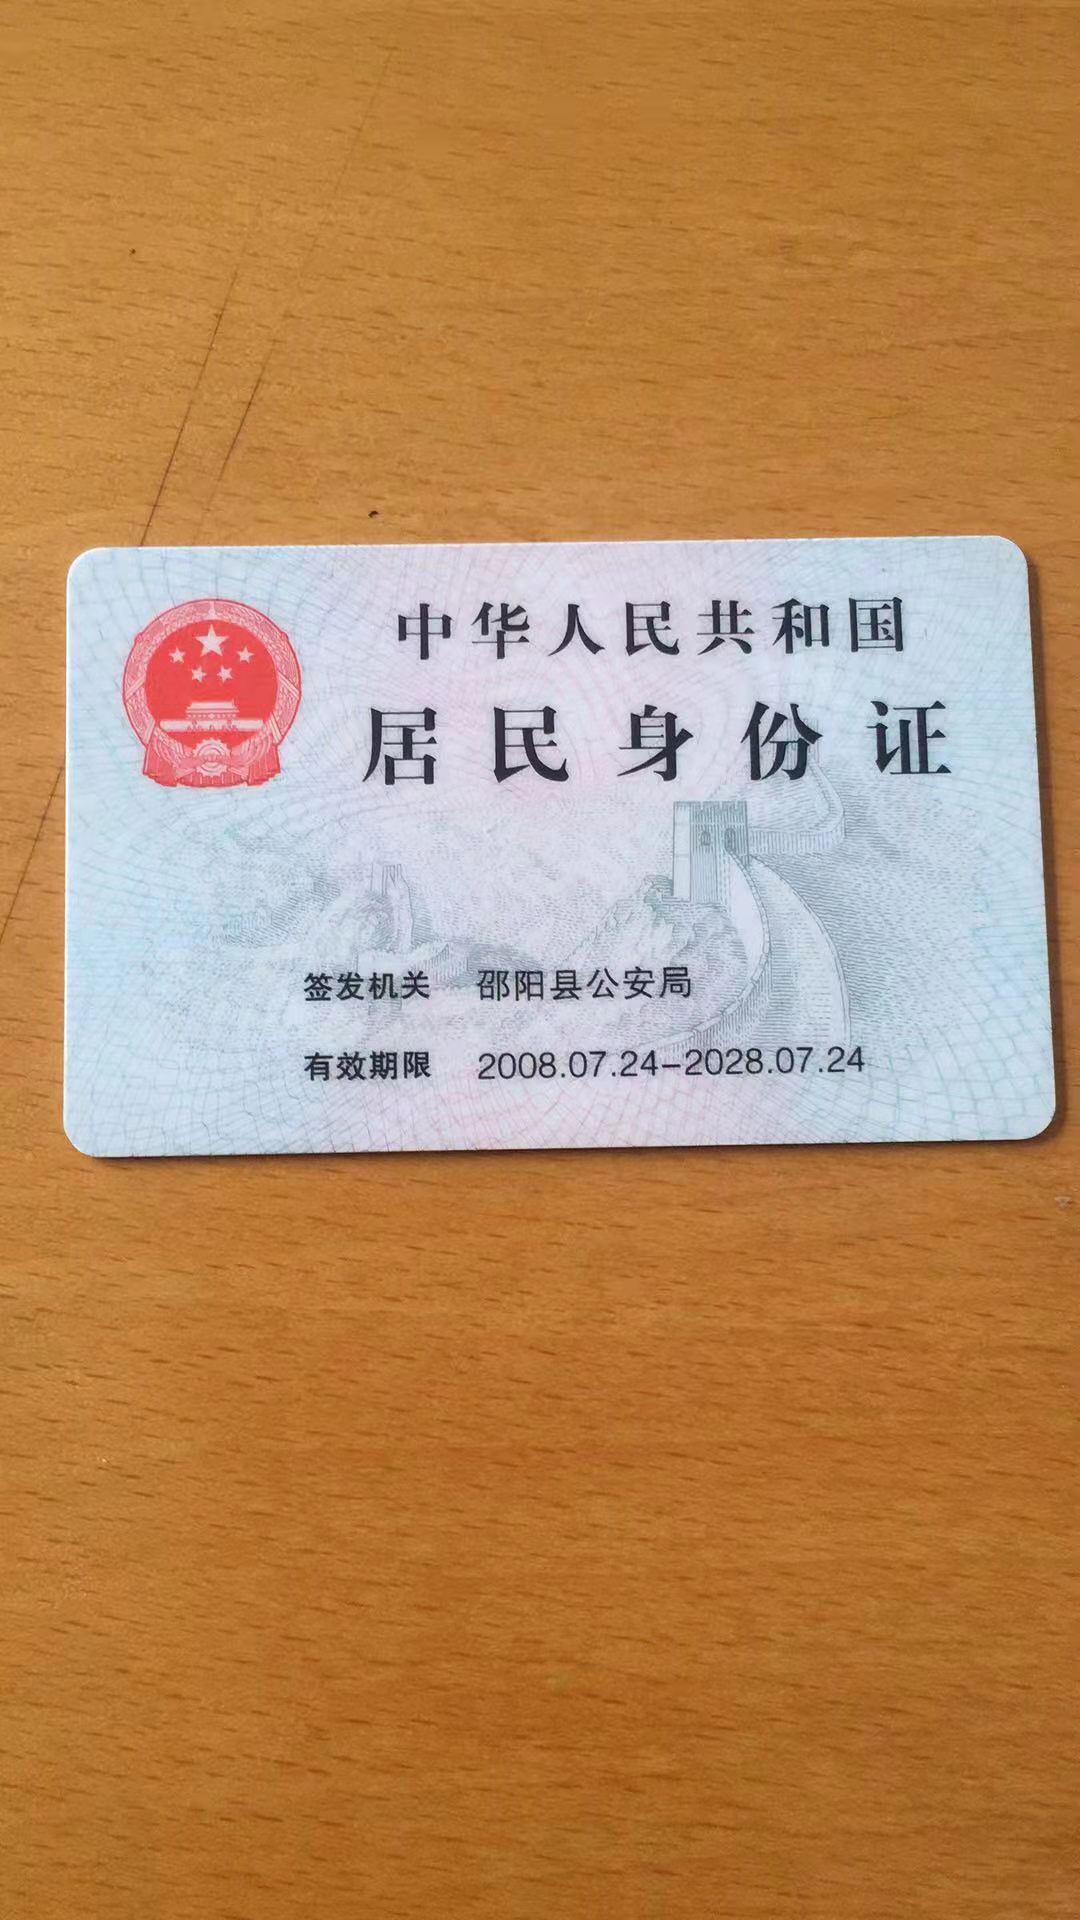 中华人民共和国
居民身份证
签发机关 邵阳县公安局
有效期限 2008.07.24-2028.07.24